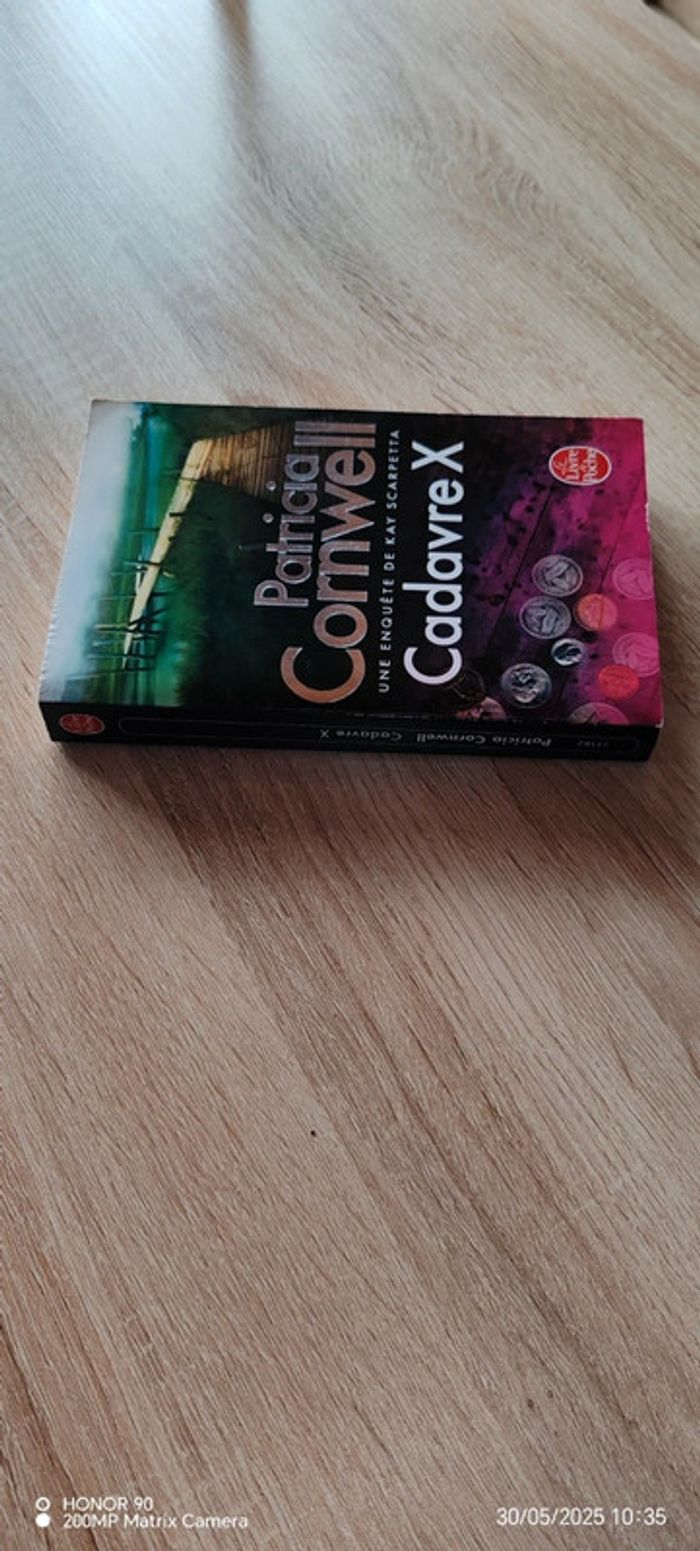 Patricia
Cornwell
UNE ENQUÊTE DE KAY SCARPETTA
Cadavre X
Le
Livre
de
Poche
Patricia Cornwell Cadavre X
HONOR 90
200MP Matrix Camera
30/05/2025 10:35